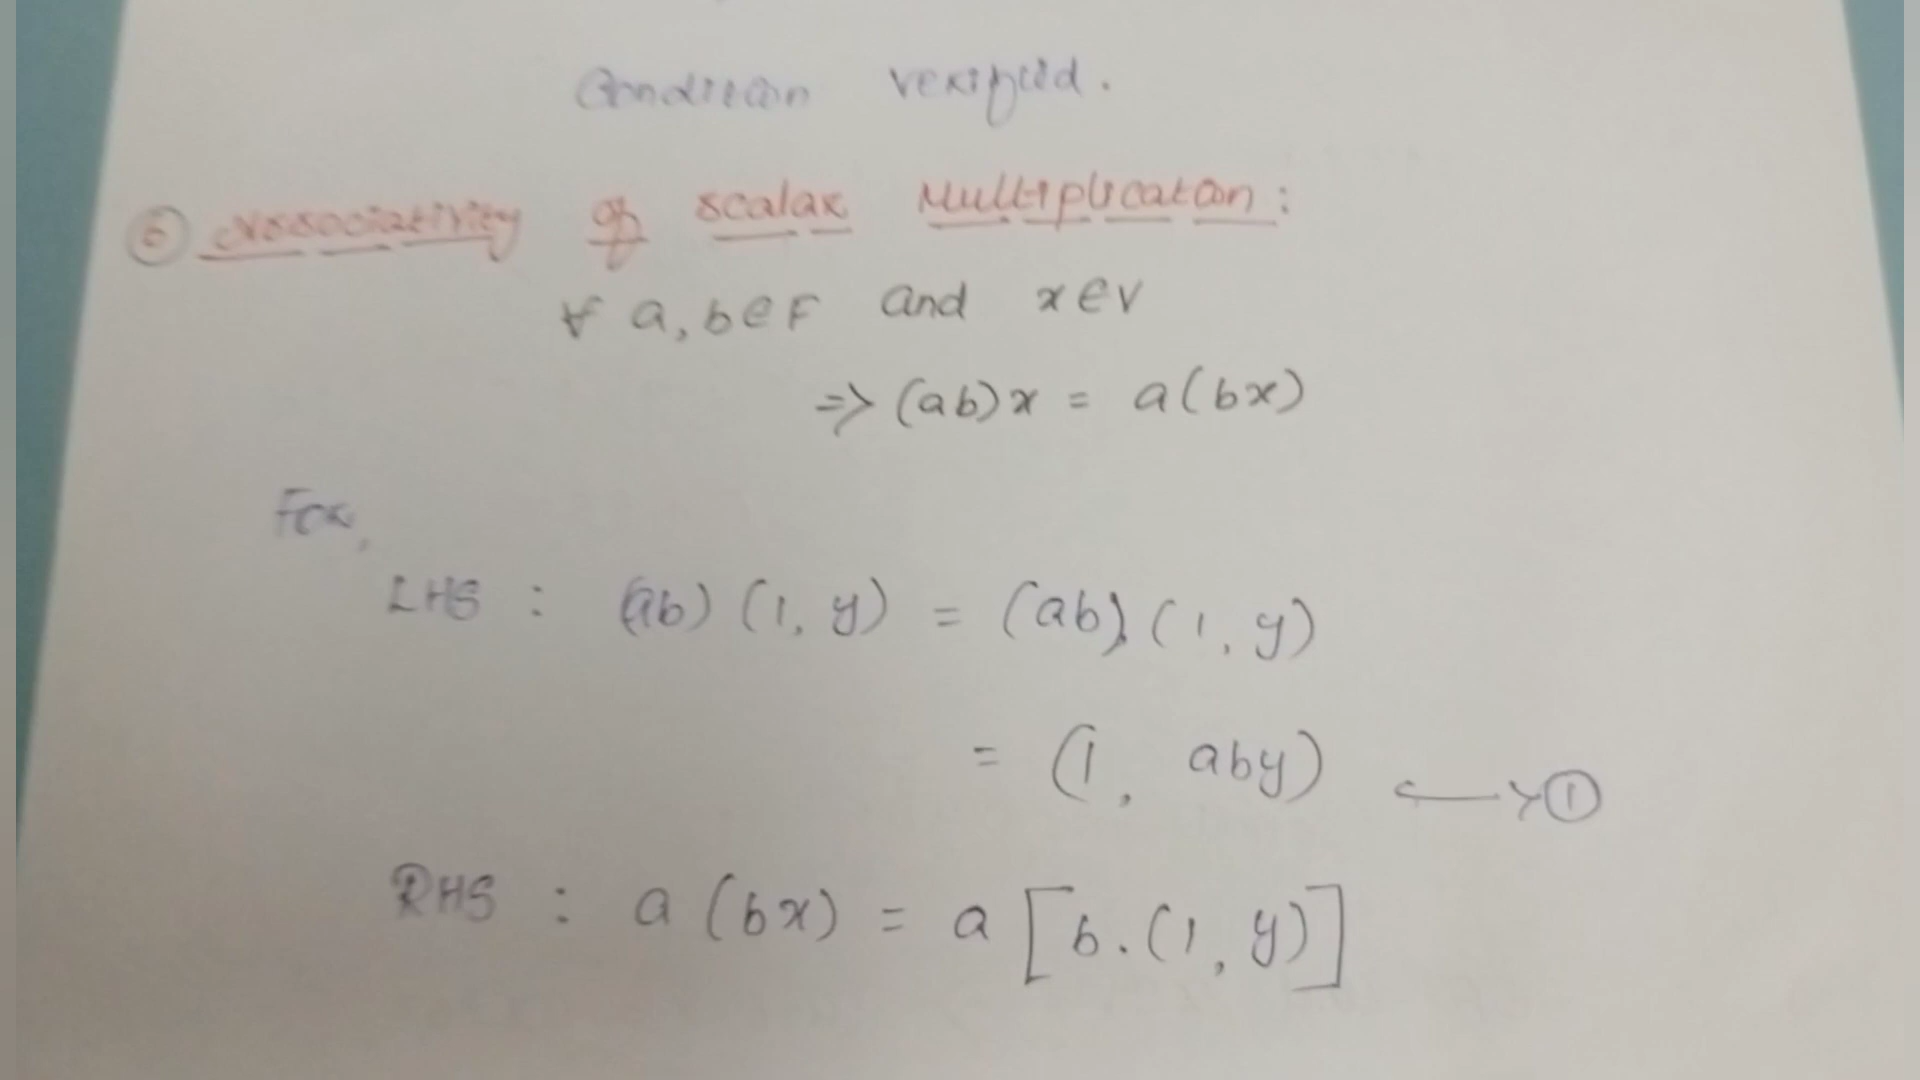 Condition verified.
⑥ Associativity of scalar Multiplication:
∀ a, b ∈ F and x ∈ V
⇒ (ab)x = a(bx)
For,
LHS : (ab) (1, y) = (ab) (1, y)
= (1, aby) → ①
RHS : a (bx) = a [b.(1, y)]